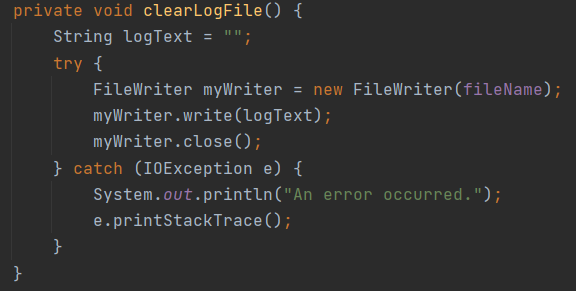 private void clearLogFile() {
    String logText = "";
    try {
        FileWriter myWriter = new FileWriter(fileName);
        myWriter.write(logText);
        myWriter.close();
    } catch (IOException e) {
        System.out.println("An error occurred.");
        e.printStackTrace();
    }
}